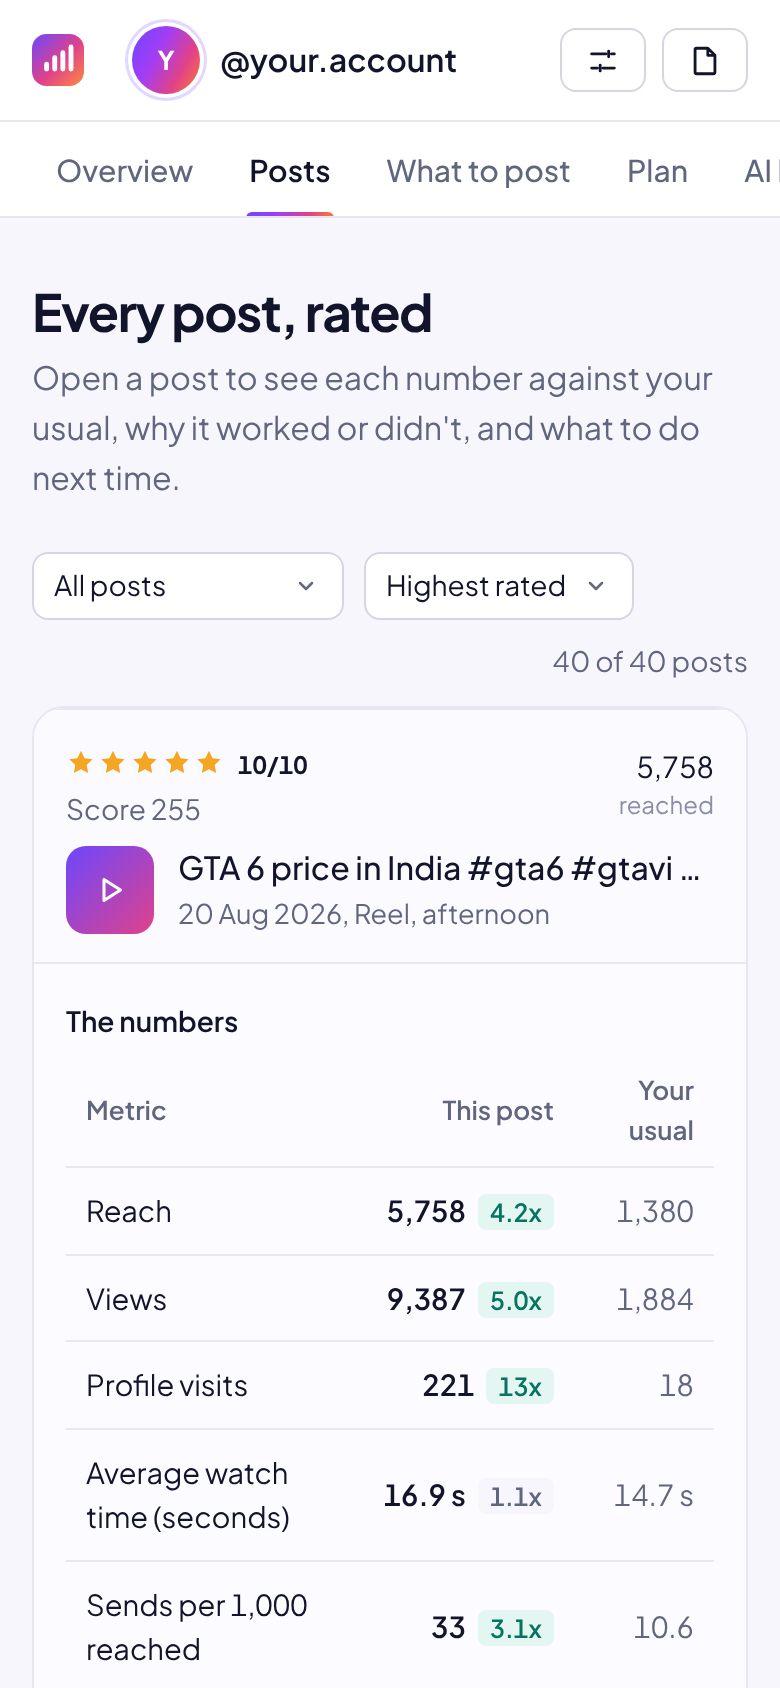 Y @your.account
Overview Posts What to post Plan AI
Every post, rated
Open a post to see each number against your
usual, why it worked or didn't, and what to do
next time.
All posts Highest rated
40 of 40 posts
10/10 5,758
Score 255 reached
GTA 6 price in India #gta6 #gtavi ...
20 Aug 2026, Reel, afternoon
The numbers
Metric This post Your
usual
Reach 5,758 4.2x 1,380
Views 9,387 5.0x 1,884
Profile visits 221 13x 18
Average watch
time (seconds) 16.9 s 1.1x 14.7 s
Sends per 1,000
reached 33 3.1x 10.6